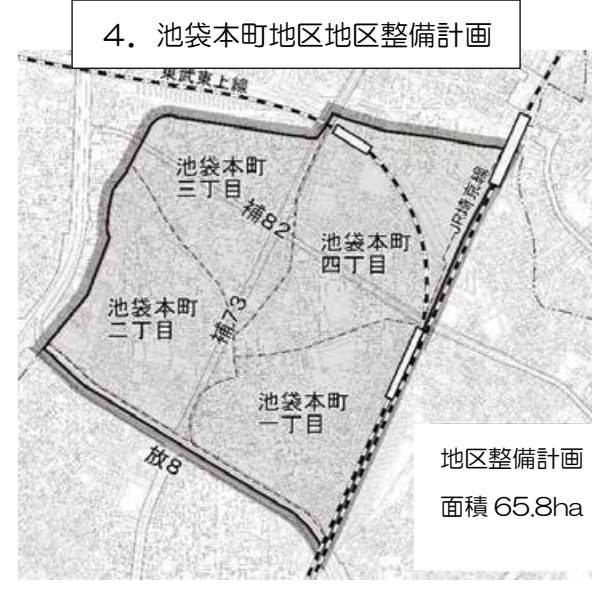 ４．池袋本町地区地区整備計画
東武東上線
池袋本町
三丁目
補82
JR埼京線
池袋本町
四丁目
池袋本町
二丁目
補73
池袋本町
一丁目
放8
地区整備計画
面積 65.8ha